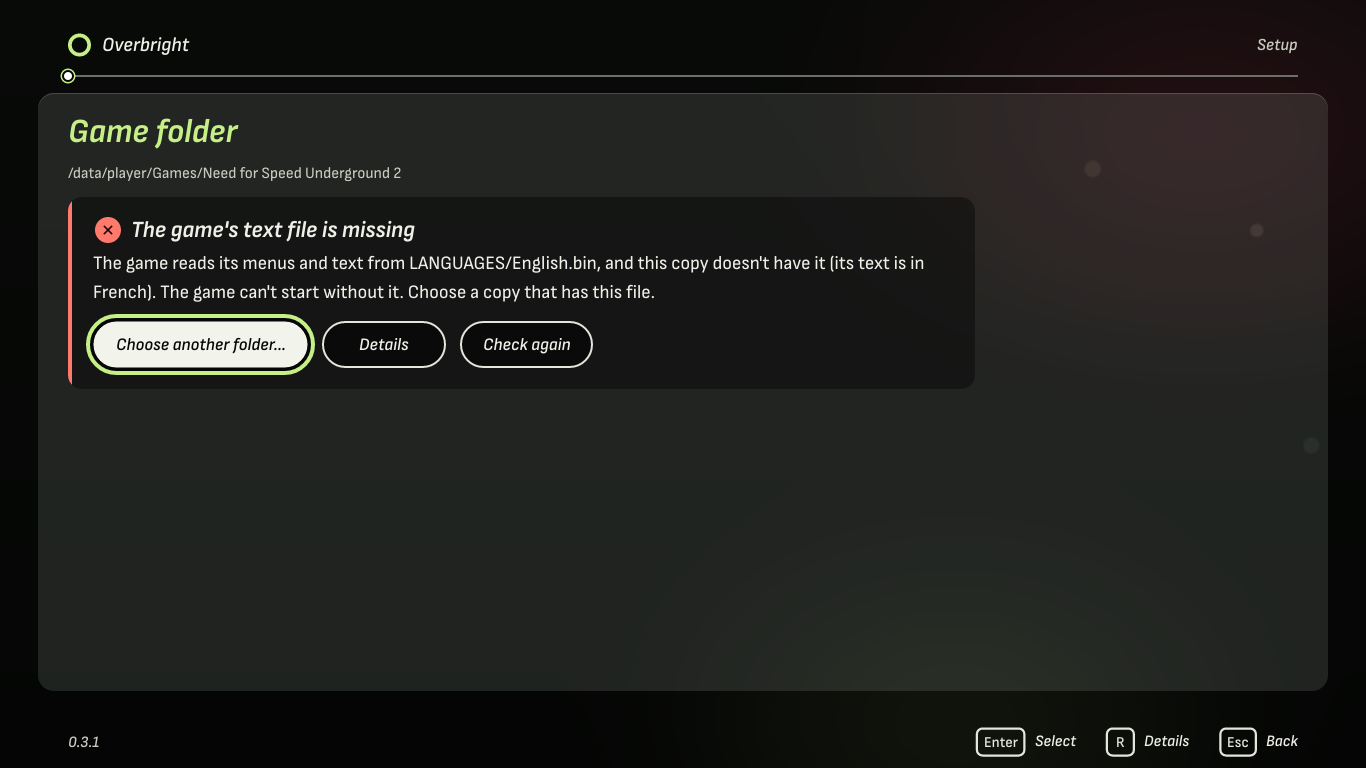 Overbright
Setup
Game folder
/data/player/Games/Need for Speed Underground 2
The game's text file is missing
The game reads its menus and text from LANGUAGES/English.bin, and this copy doesn't have it (its text is in
French). The game can't start without it. Choose a copy that has this file.
Choose another folder...
Details
Check again
0.3.1
Enter Select
R Details
Esc Back